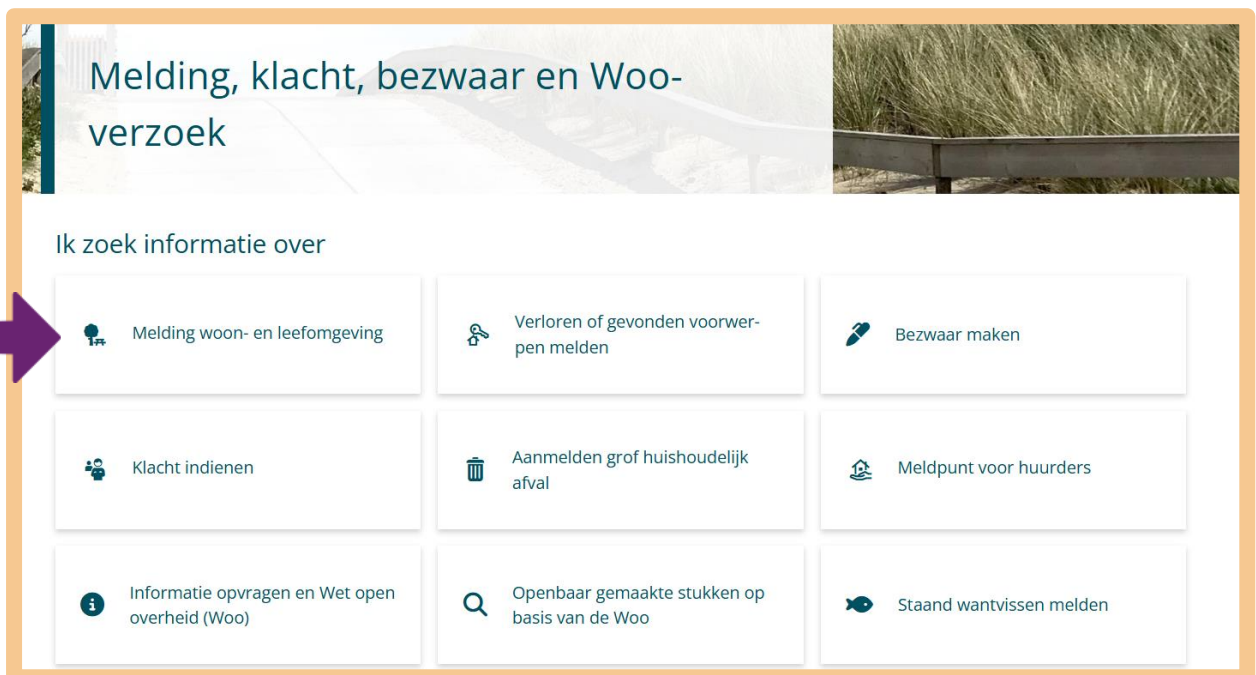 Melding, klacht, bezwaar en Woo-
verzoek
Ik zoek informatie over
Melding woon- en leefomgeving
Verloren of gevonden voorwer-
pen melden
Bezwaar maken
Klacht indienen
Aanmelden grof huishoudelijk
afval
Meldpunt voor huurders
Informatie opvragen en Wet open
overheid (Woo)
Openbaar gemaakte stukken op
basis van de Woo
Staand wantvissen melden